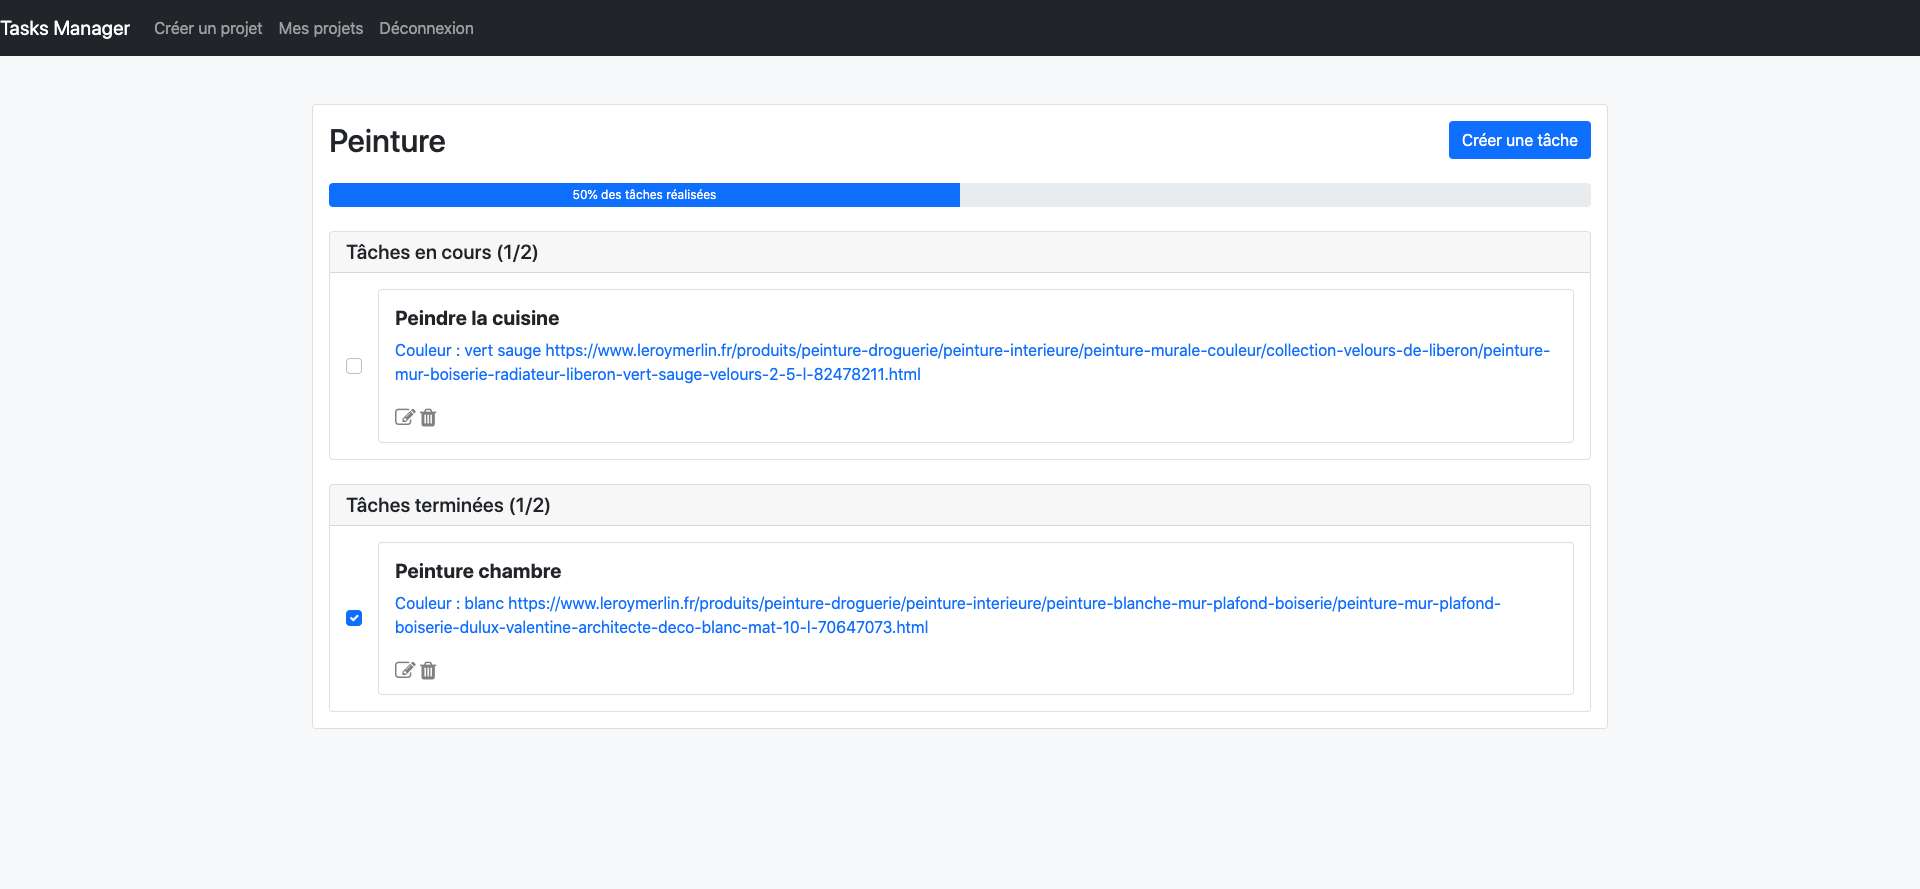 Tasks Manager Créer un projet Mes projets Déconnexion
Peinture
Créer une tâche
50% des tâches réalisées
Tâches en cours (1/2)
Peindre la cuisine
Couleur : vert sauge https://www.leroymerlin.fr/produits/peinture-droguerie/peinture-interieure/peinture-murale-couleur/collection-velours-de-liberon/peinture-
mur-boiserie-radiateur-liberon-vert-sauge-velours-2-5-l-82478211.html
Tâches terminées (1/2)
Peinture chambre
Couleur : blanc https://www.leroymerlin.fr/produits/peinture-droguerie/peinture-interieure/peinture-blanche-mur-plafond-boiserie/peinture-mur-plafond-
boiserie-dulux-valentine-architecte-deco-blanc-mat-10-l-70647073.html